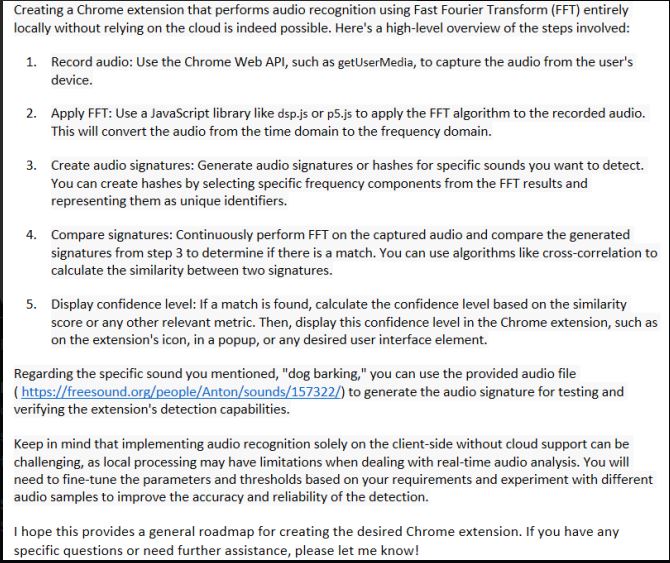 Creating a Chrome extension that performs audio recognition using Fast Fourier Transform (FFT) entirely
locally without relying on the cloud is indeed possible. Here's a high-level overview of the steps involved:
1. Record audio: Use the Chrome Web API, such as getUserMedia, to capture the audio from the user's
device.
2. Apply FFT: Use a JavaScript library like dsp.js or p5.js to apply the FFT algorithm to the recorded audio.
This will convert the audio from the time domain to the frequency domain.
3. Create audio signatures: Generate audio signatures or hashes for specific sounds you want to detect.
You can create hashes by selecting specific frequency components from the FFT results and
representing them as unique identifiers.
4. Compare signatures: Continuously perform FFT on the captured audio and compare the generated
signatures from step 3 to determine if there is a match. You can use algorithms like cross-correlation to
calculate the similarity between two signatures.
5. Display confidence level: If a match is found, calculate the confidence level based on the similarity
score or any other relevant metric. Then, display this confidence level in the Chrome extension, such as
on the extension's icon, in a popup, or any desired user interface element.
Regarding the specific sound you mentioned, "dog barking," you can use the provided audio file
( https://freesound.org/people/Anton/sounds/157322/) to generate the audio signature for testing and
verifying the extension's detection capabilities.
Keep in mind that implementing audio recognition solely on the client-side without cloud support can be
challenging, as local processing may have limitations when dealing with real-time audio analysis. You will
need to fine-tune the parameters and thresholds based on your requirements and experiment with different
audio samples to improve the accuracy and reliability of the detection.
I hope this provides a general roadmap for creating the desired Chrome extension. If you have any
specific questions or need further assistance, please let me know!